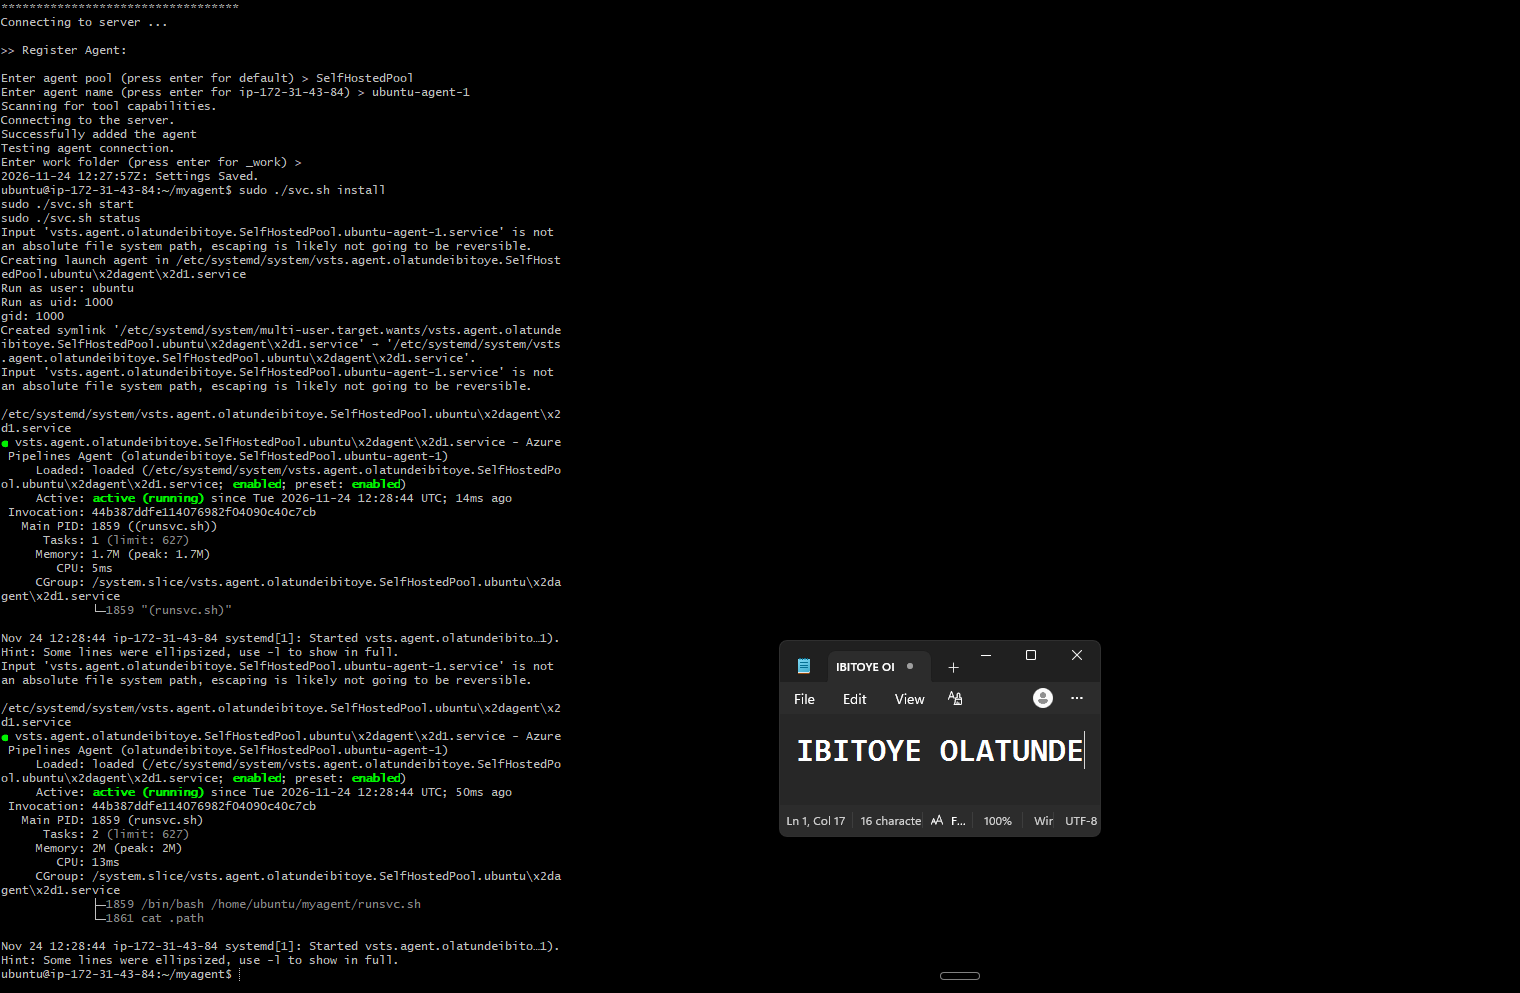 **********************************
Connecting to server ...
>> Register Agent:
Enter agent pool (press enter for default) > SelfHostedPool
Enter agent name (press enter for ip-172-31-43-84) > ubuntu-agent-1
Scanning for tool capabilities.
Connecting to the server.
Successfully added the agent
Testing agent connection.
Enter work folder (press enter for _work) >
2026-11-24 12:27:57Z: Settings Saved.
ubuntu@ip-172-31-43-84:~/myagent$ sudo ./svc.sh install
sudo ./svc.sh start
sudo ./svc.sh status
Input 'vsts.agent.olatundeibitoye.SelfHostedPool.ubuntu-agent-1.service' is not
an absolute file system path, escaping is likely not going to be reversible.
Creating launch agent in /etc/systemd/system/vsts.agent.olatundeibitoye.SelfHost
edPool.ubuntu\x2dagent\x2d1.service
Run as user: ubuntu
Run as uid: 1000
gid: 1000
Created symlink '/etc/systemd/system/multi-user.target.wants/vsts.agent.olatunde
ibitoye.SelfHostedPool.ubuntu\x2dagent\x2d1.service' → '/etc/systemd/system/vsts
.agent.olatundeibitoye.SelfHostedPool.ubuntu\x2dagent\x2d1.service'.
Input 'vsts.agent.olatundeibitoye.SelfHostedPool.ubuntu-agent-1.service' is not
an absolute file system path, escaping is likely not going to be reversible.
/etc/systemd/system/vsts.agent.olatundeibitoye.SelfHostedPool.ubuntu\x2dagent\x2
d1.service
● vsts.agent.olatundeibitoye.SelfHostedPool.ubuntu\x2dagent\x2d1.service - Azure
Pipelines Agent (olatundeibitoye.SelfHostedPool.ubuntu-agent-1)
Loaded: loaded (/etc/systemd/system/vsts.agent.olatundeibitoye.SelfHostedPo
ol.ubuntu\x2dagent\x2d1.service; enabled; preset: enabled)
Active: active (running) since Tue 2026-11-24 12:28:44 UTC; 14ms ago
Invocation: 44b387ddfe114076982f04090c40c7cb
Main PID: 1859 ((runsvc.sh))
Tasks: 1 (limit: 627)
Memory: 1.7M (peak: 1.7M)
CPU: 5ms
CGroup: /system.slice/vsts.agent.olatundeibitoye.SelfHostedPool.ubuntu\x2da
gent\x2d1.service
└─1859 "(runsvc.sh)"
Nov 24 12:28:44 ip-172-31-43-84 systemd[1]: Started vsts.agent.olatundeibito…1).
Hint: Some lines were ellipsized, use -l to show in full.
Input 'vsts.agent.olatundeibitoye.SelfHostedPool.ubuntu-agent-1.service' is not
an absolute file system path, escaping is likely not going to be reversible.
/etc/systemd/system/vsts.agent.olatundeibitoye.SelfHostedPool.ubuntu\x2dagent\x2
d1.service
● vsts.agent.olatundeibitoye.SelfHostedPool.ubuntu\x2dagent\x2d1.service - Azure
Pipelines Agent (olatundeibitoye.SelfHostedPool.ubuntu-agent-1)
Loaded: loaded (/etc/systemd/system/vsts.agent.olatundeibitoye.SelfHostedPo
ol.ubuntu\x2dagent\x2d1.service; enabled; preset: enabled)
Active: active (running) since Tue 2026-11-24 12:28:44 UTC; 50ms ago
Invocation: 44b387ddfe114076982f04090c40c7cb
Main PID: 1859 (runsvc.sh)
Tasks: 2 (limit: 627)
Memory: 2M (peak: 2M)
CPU: 13ms
CGroup: /system.slice/vsts.agent.olatundeibitoye.SelfHostedPool.ubuntu\x2da
gent\x2d1.service
├─1859 /bin/bash /home/ubuntu/myagent/runsvc.sh
└─1861 cat .path
Nov 24 12:28:44 ip-172-31-43-84 systemd[1]: Started vsts.agent.olatundeibito…1).
Hint: Some lines were ellipsized, use -l to show in full.
ubuntu@ip-172-31-43-84:~/myagent$
IBITOYE Ol
File Edit View
IBITOYE OLATUNDE
Ln 1, Col 17 16 characte F... 100% Wir UTF-8